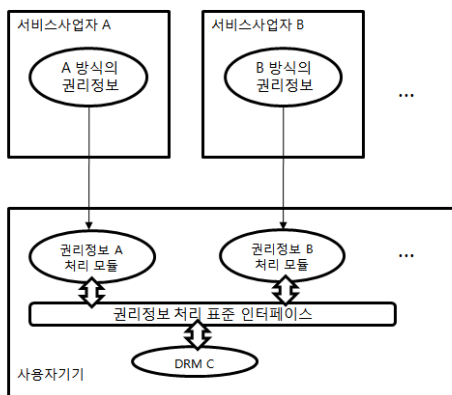 서비스사업자 A
서비스사업자 B
A 방식의
권리정보
B 방식의
권리정보
...
권리정보 A
처리 모듈
권리정보 B
처리 모듈
...
권리정보 처리 표준 인터페이스
DRM C
사용자기기